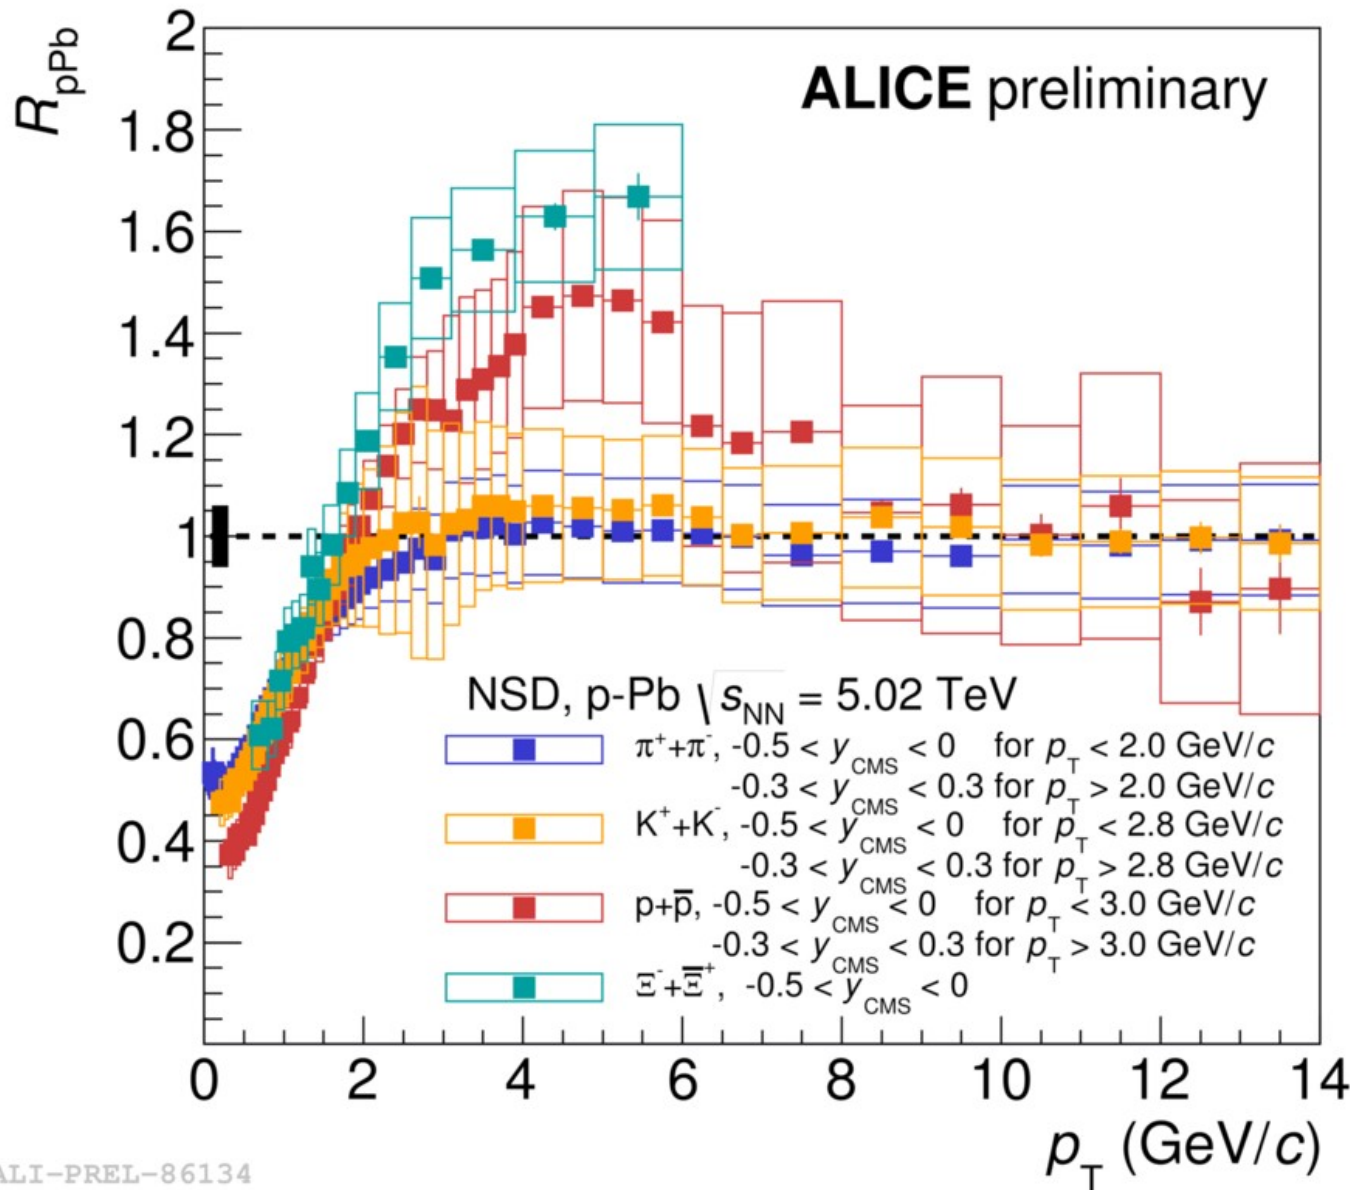 R_pPb
ALICE preliminary
2
1.8
1.6
1.4
1.2
1
0.8
0.6
0.4
0.2
NSD, p-Pb √s_NN = 5.02 TeV
π⁺+π⁻, -0.5 < y_CMS < 0 for p_T < 2.0 GeV/c
-0.3 < y_CMS < 0.3 for p_T > 2.0 GeV/c
K⁺+K⁻, -0.5 < y_CMS < 0 for p_T < 2.8 GeV/c
-0.3 < y_CMS < 0.3 for p_T > 2.8 GeV/c
p+p̅, -0.5 < y_CMS < 0 for p_T < 3.0 GeV/c
-0.3 < y_CMS < 0.3 for p_T > 3.0 GeV/c
Ξ⁻+Ξ̅⁺, -0.5 < y_CMS < 0
0 2 4 6 8 10 12 14
p_T (GeV/c)
ALI-PREL-86134